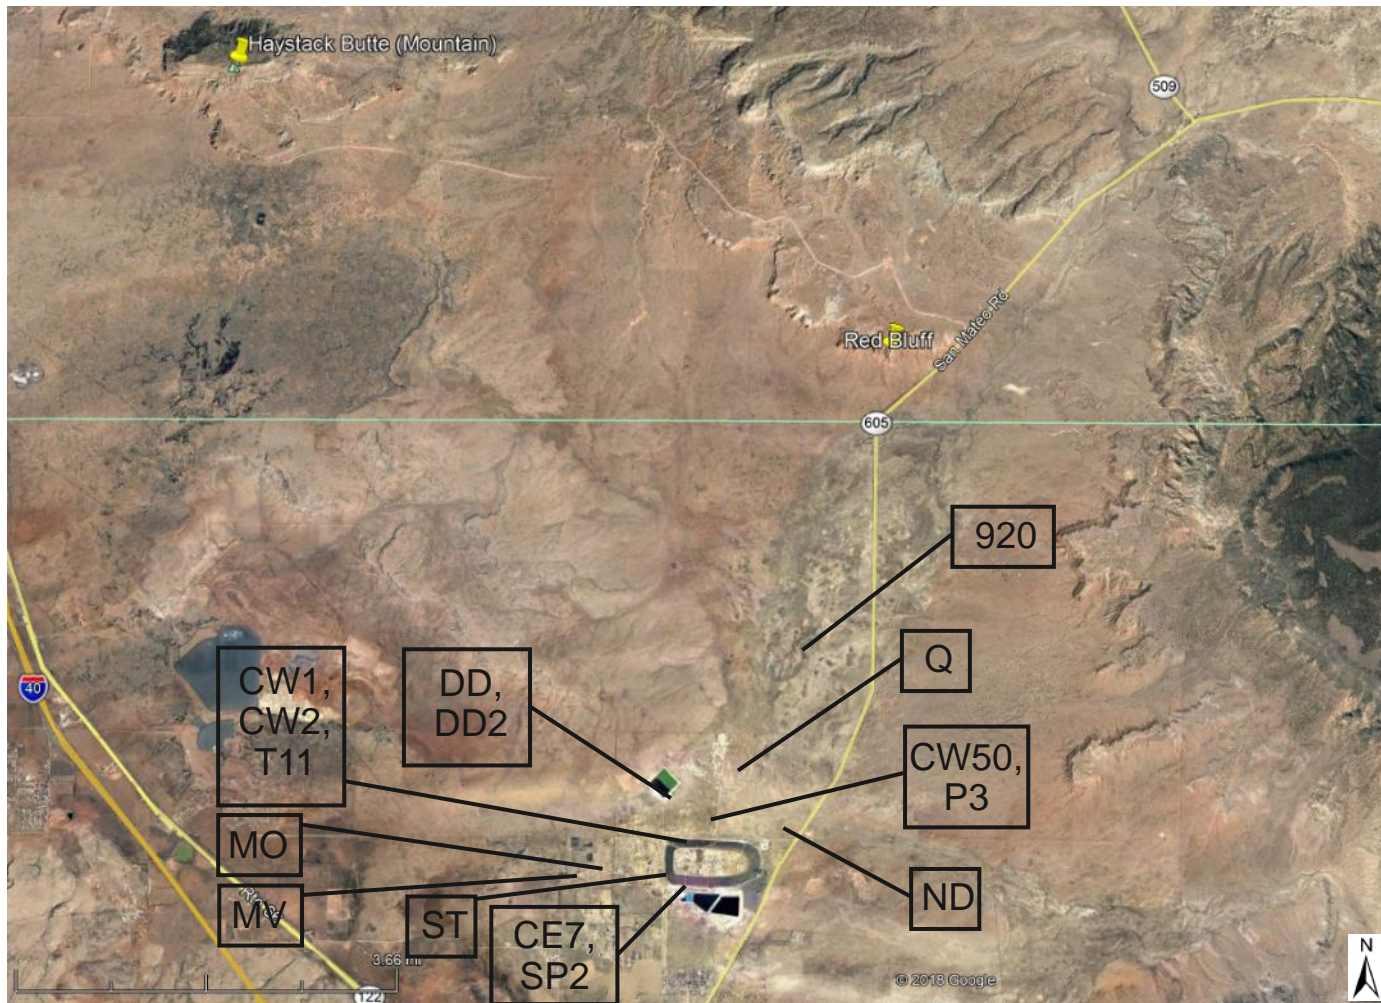 Haystack Butte (Mountain)
509
San Mateo Rd
Red Bluff
605
920
Q
40
CW1,
CW2,
T11
DD,
DD2
CW50,
P3
MO
MV
ST
CE7,
SP2
ND
3.66 mi
122
© 2018 Google
N